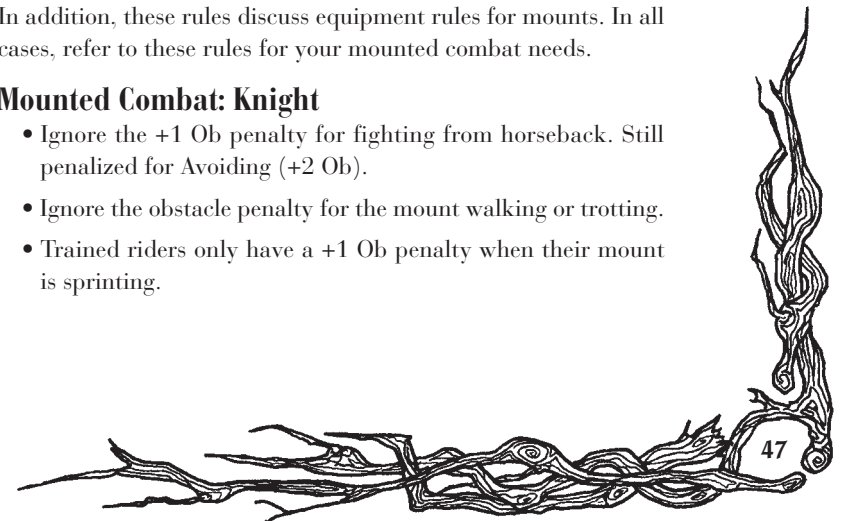 In addition, these rules discuss equipment rules for mounts. In all
cases, refer to these rules for your mounted combat needs.
Mounted Combat: Knight
• Ignore the +1 Ob penalty for fighting from horseback. Still
penalized for Avoiding (+2 Ob).
• Ignore the obstacle penalty for the mount walking or trotting.
• Trained riders only have a +1 Ob penalty when their mount
is sprinting.
47